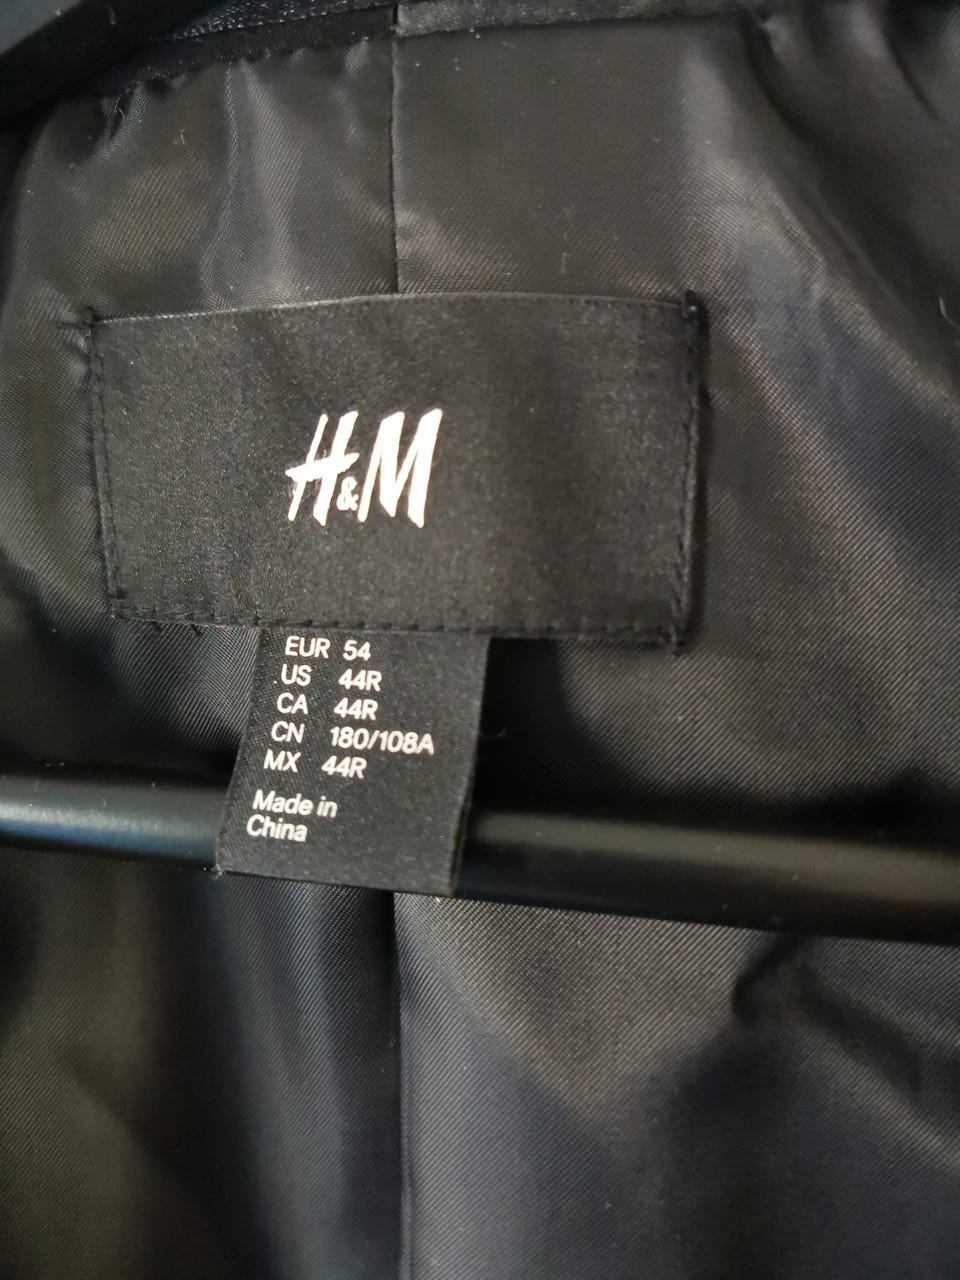 H&M
EUR 54
US 44R
CA 44R
CN 180/108A
MX 44R
Made in
China